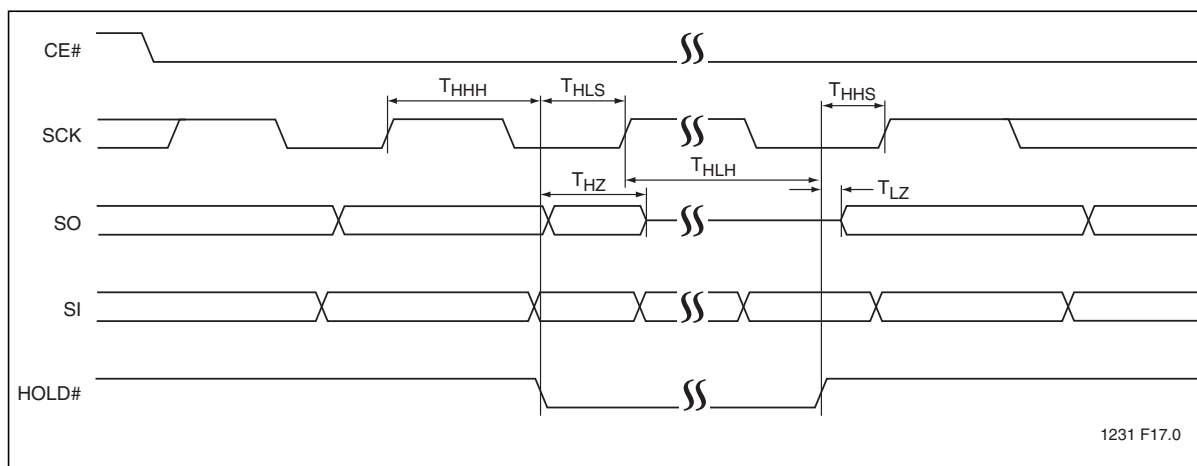 CE#
THHH
THLS
THHS
SCK
THLH
THZ
TLZ
SO
SI
HOLD#
1231 F17.0